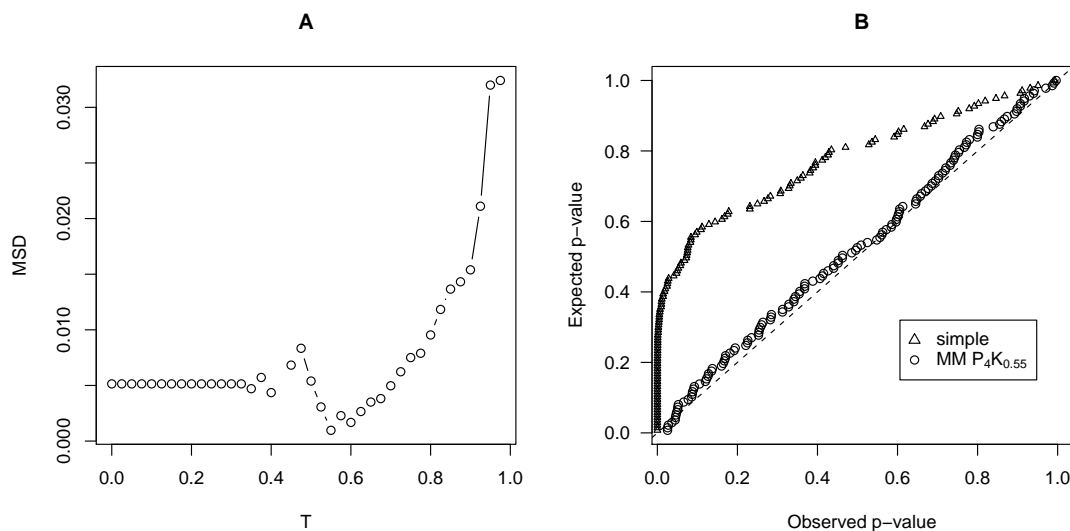 A
MSD
0.030
0.020
0.010
0.000
0.0 0.2 0.4 0.6 0.8 1.0
T
B
Expected p−value
1.0
0.8
0.6
0.4
0.2
0.0
simple
MM P₄K₀.₅₅
0.0 0.2 0.4 0.6 0.8 1.0
Observed p−value